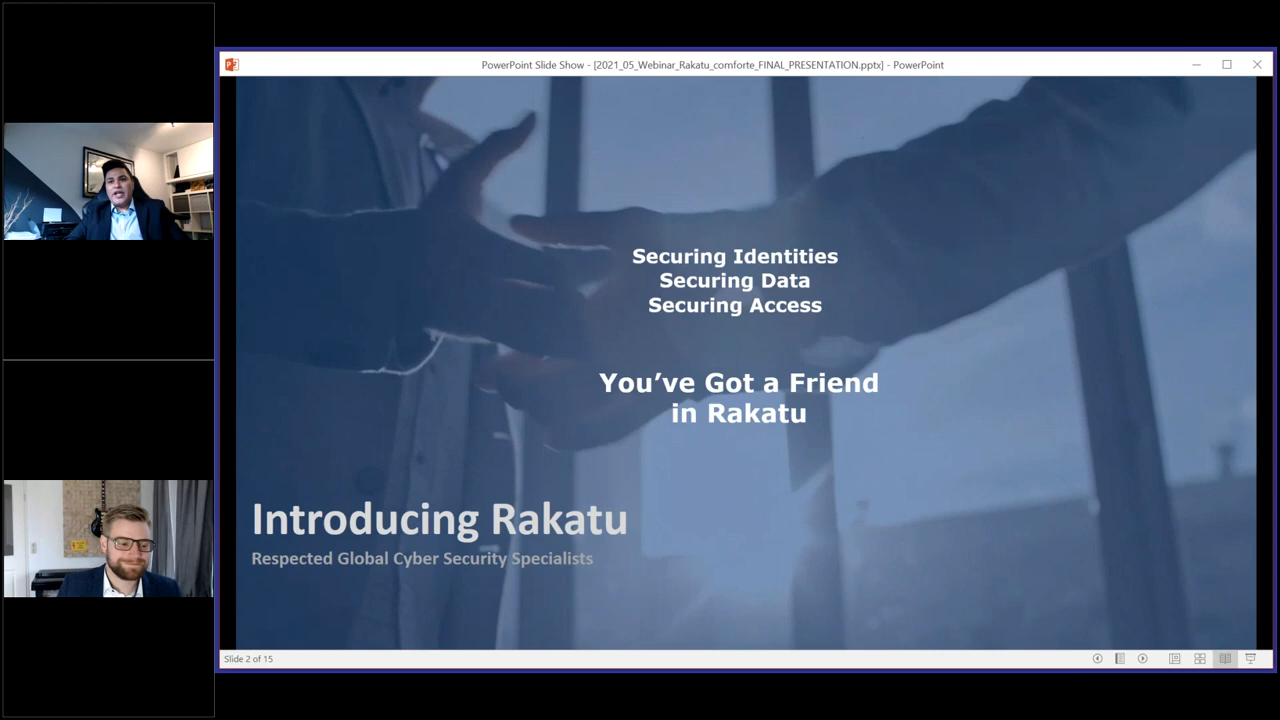 PowerPoint Slide Show - [2021_05_Webinar_Rakatu_comforte_FINAL_PRESENTATION.pptx] - PowerPoint
Securing Identities
Securing Data
Securing Access
You’ve Got a Friend
in Rakatu
Introducing Rakatu
Respected Global Cyber Security Specialists
Slide 2 of 15